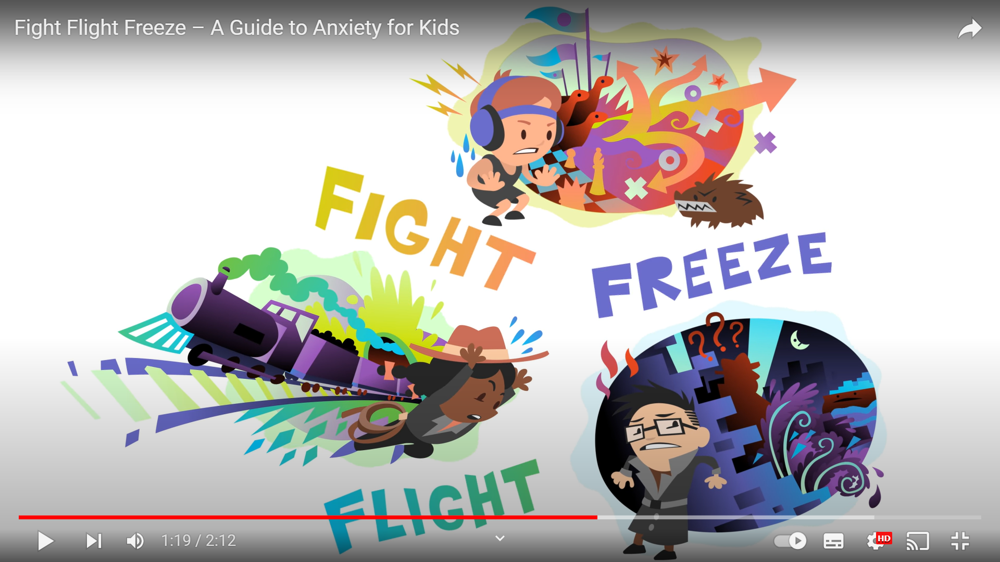 Fight Flight Freeze – A Guide to Anxiety for Kids
FIGHT
FREEZE
???
FLIGHT
1:19 / 2:12
HD